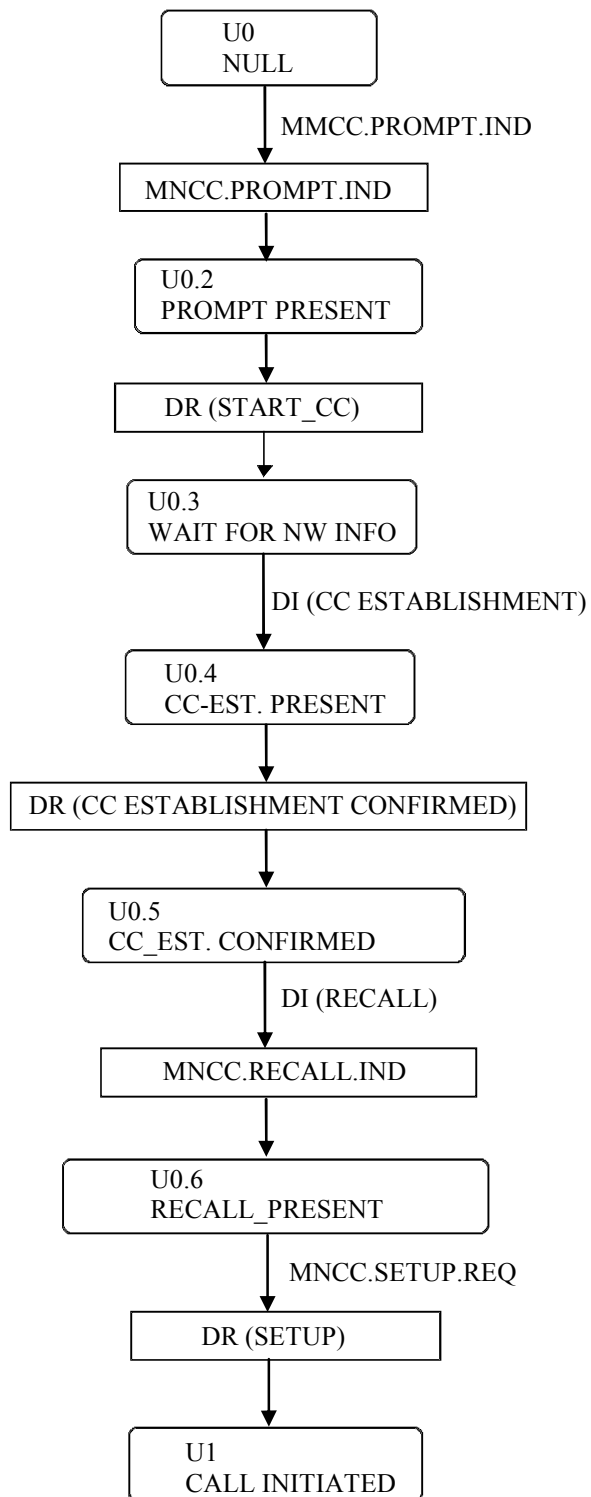 U0
NULL
MMCC.PROMPT.IND
MNCC.PROMPT.IND
U0.2
PROMPT PRESENT
DR (START_CC)
U0.3
WAIT FOR NW INFO
DI (CC ESTABLISHMENT)
U0.4
CC-EST. PRESENT
DR (CC ESTABLISHMENT CONFIRMED)
U0.5
CC_EST. CONFIRMED
DI (RECALL)
MNCC.RECALL.IND
U0.6
RECALL_PRESENT
MNCC.SETUP.REQ
DR (SETUP)
U1
CALL INITIATED